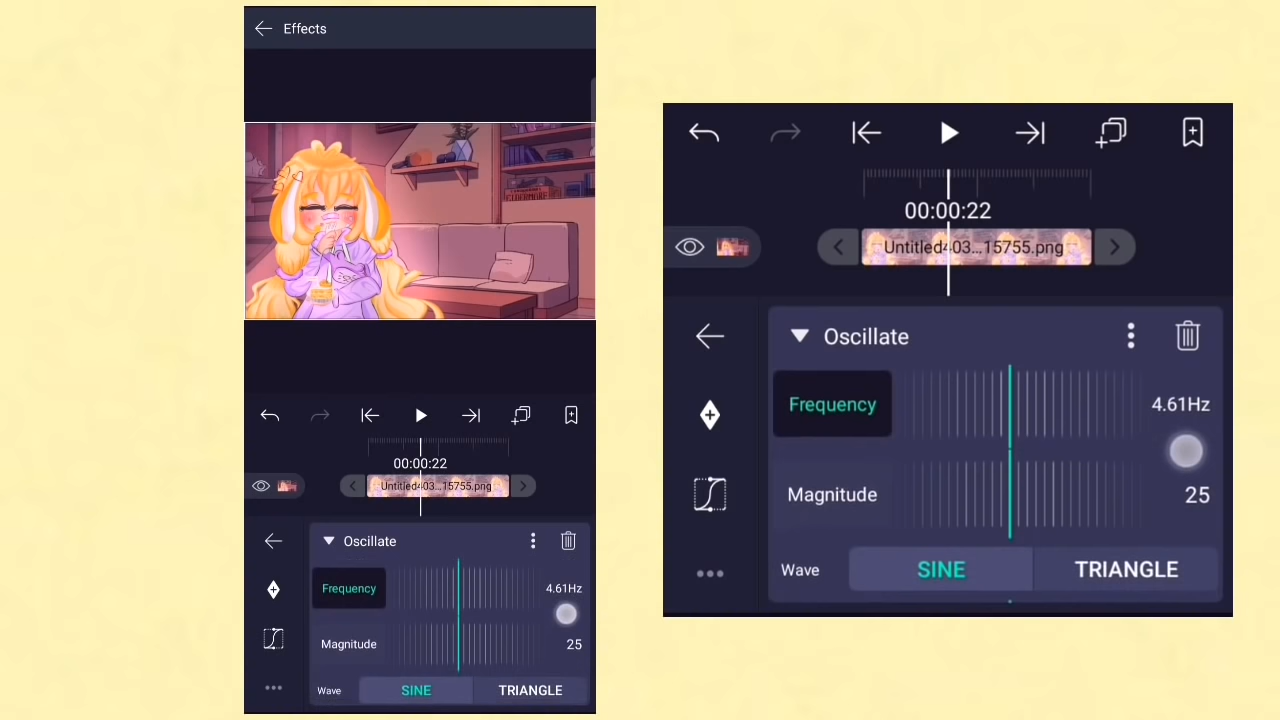 Effects
00:00:22
Untitled403...15755.png
Oscillate
Frequency
4.61Hz
Magnitude
25
Wave
SINE
TRIANGLE
00:00:22
Untitled403...15755.png
Oscillate
Frequency
4.61Hz
Magnitude
25
Wave
SINE
TRIANGLE